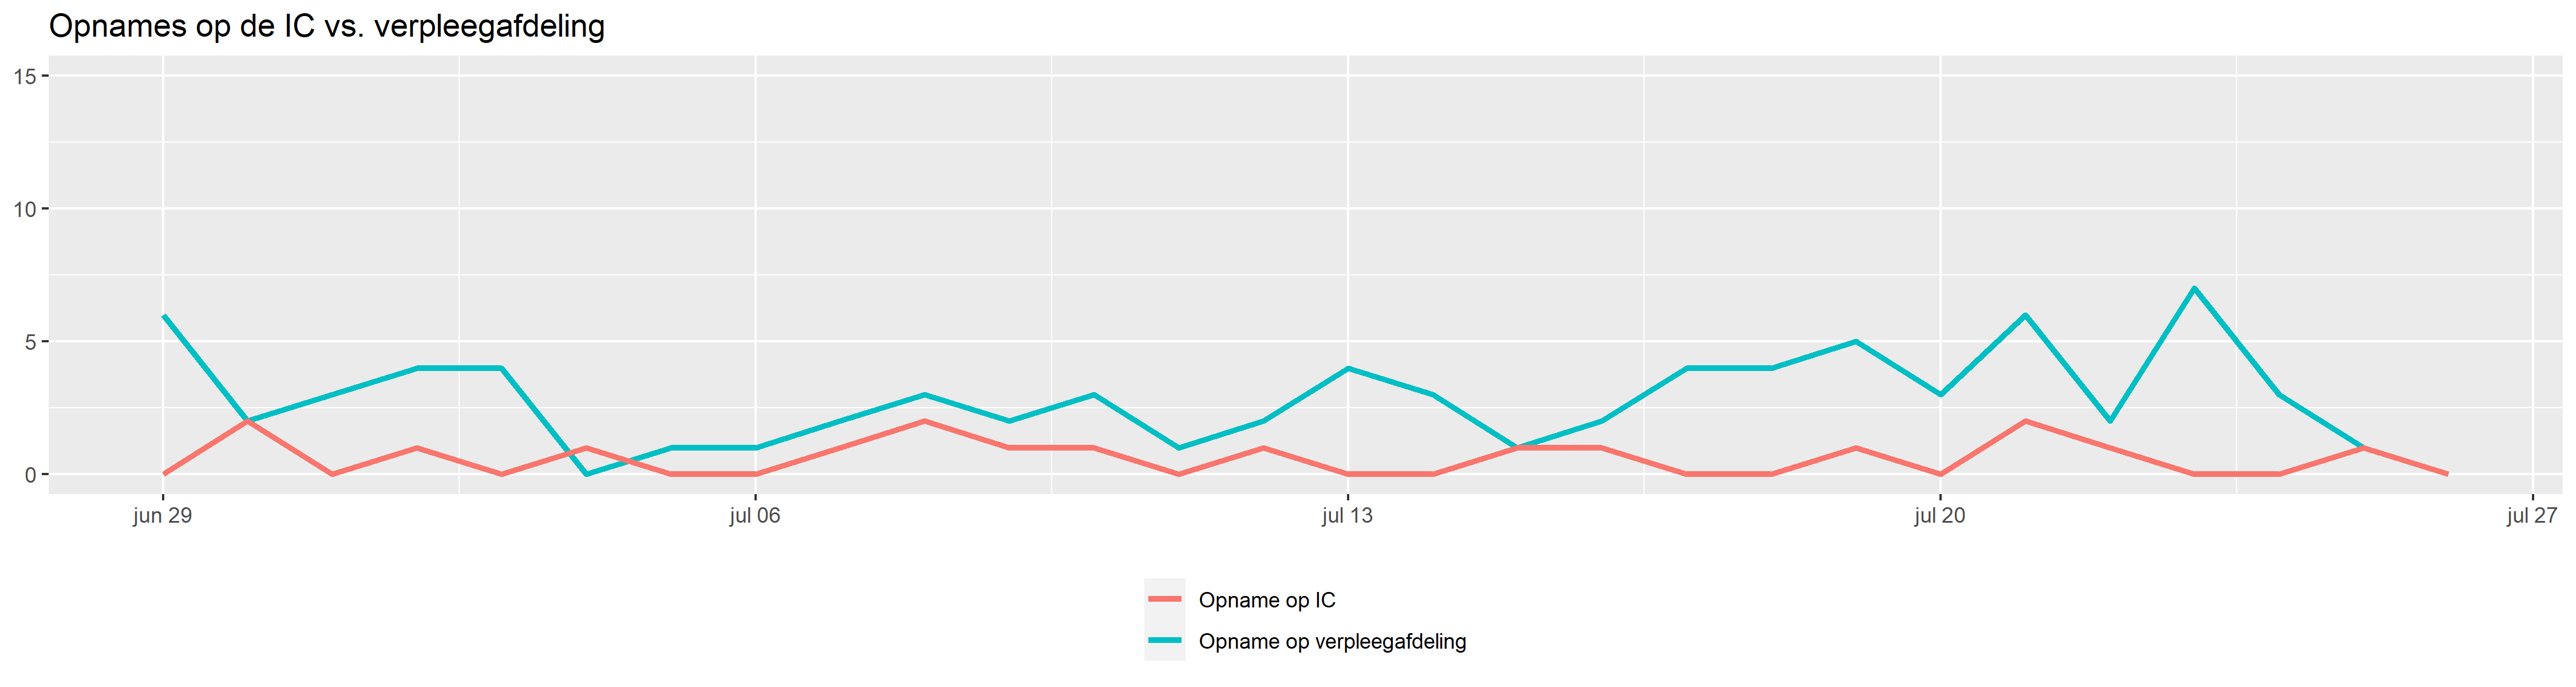 Opnames op de IC vs. verpleegafdeling
15
10
5
0
jun 29 jul 06 jul 13 jul 20 jul 27
Opname op IC
Opname op verpleegafdeling